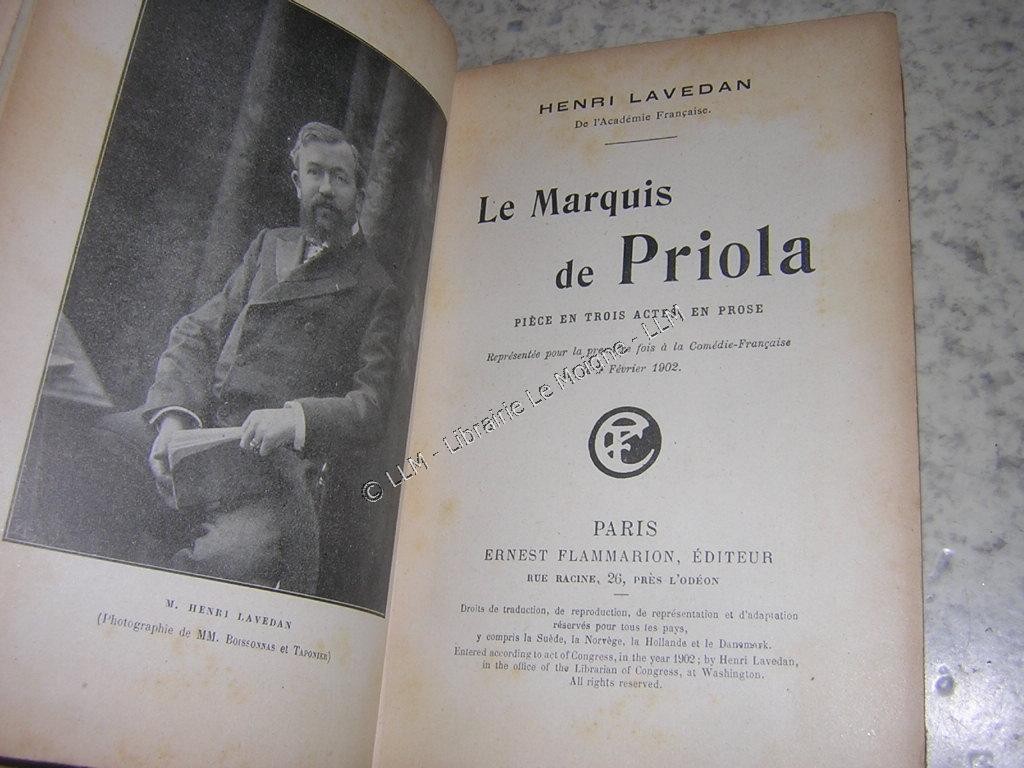 M. HENRI LAVEDAN
(Photographie de MM. BOISSONNAS et TAPONIER)
HENRI LAVEDAN
De l'Académie Française.
Le Marquis
de Priola
PIÈCE EN TROIS ACTES, EN PROSE
Représentée pour la première fois à la Comédie-Française
Février 1902.
PARIS
ERNEST FLAMMARION, ÉDITEUR
RUE RACINE, 26, PRÈS L'ODÉON
Droits de traduction, de reproduction, de représentation et d'adaptation
réservés pour tous les pays,
y compris la Suède, la Norvège, la Hollande et le Danemark.
Entered according to act of Congress, in the year 1902; by Henri Lavedan,
in the office of the Librarian of Congress, at Washington.
All rights reserved.
© LLM - Librairie Le Moigne - LLM